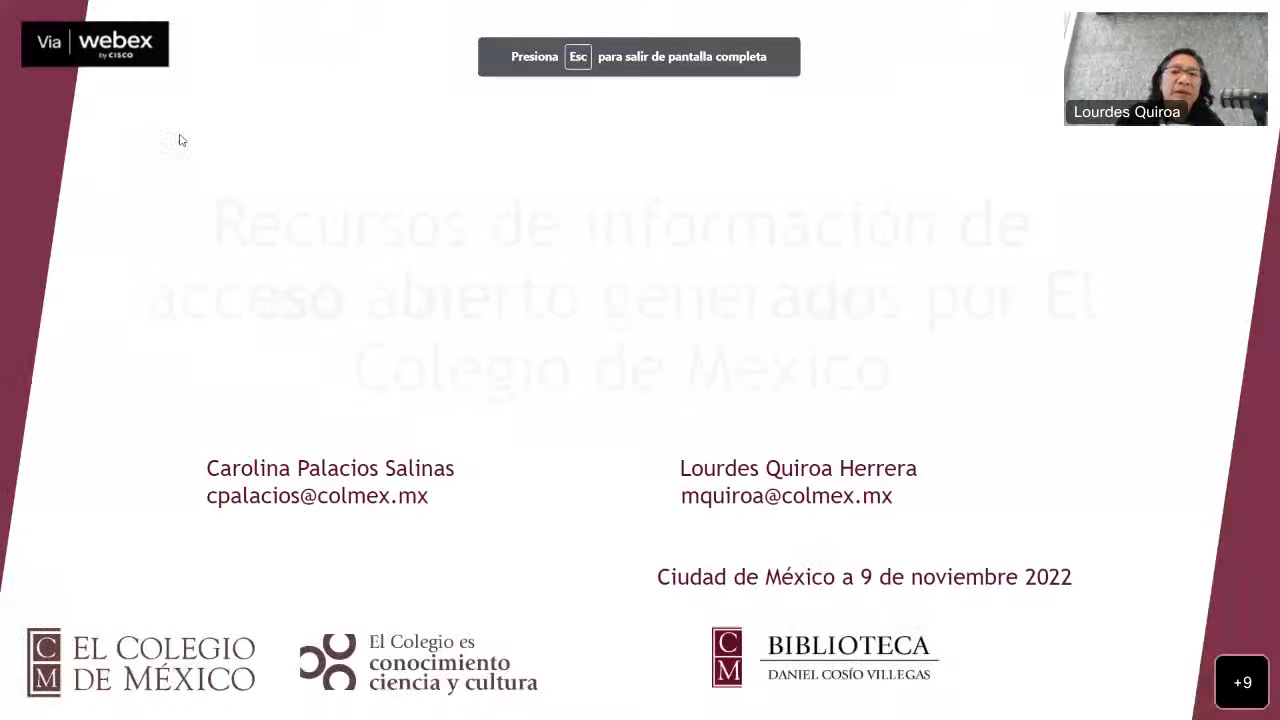 Via webex
by CISCO
Presiona Esc para salir de pantalla completa
Lourdes Quiroa
Recursos de información de
acceso abierto generados por El
Colegio de México
Carolina Palacios Salinas
cpalacios@colmex.mx
Lourdes Quiroa Herrera
mquiroa@colmex.mx
Ciudad de México a 9 de noviembre 2022
C
M
EL COLEGIO
DE MÉXICO
El Colegio es
conocimiento
ciencia y cultura
C
M
BIBLIOTECA
DANIEL COSÍO VILLEGAS
+9